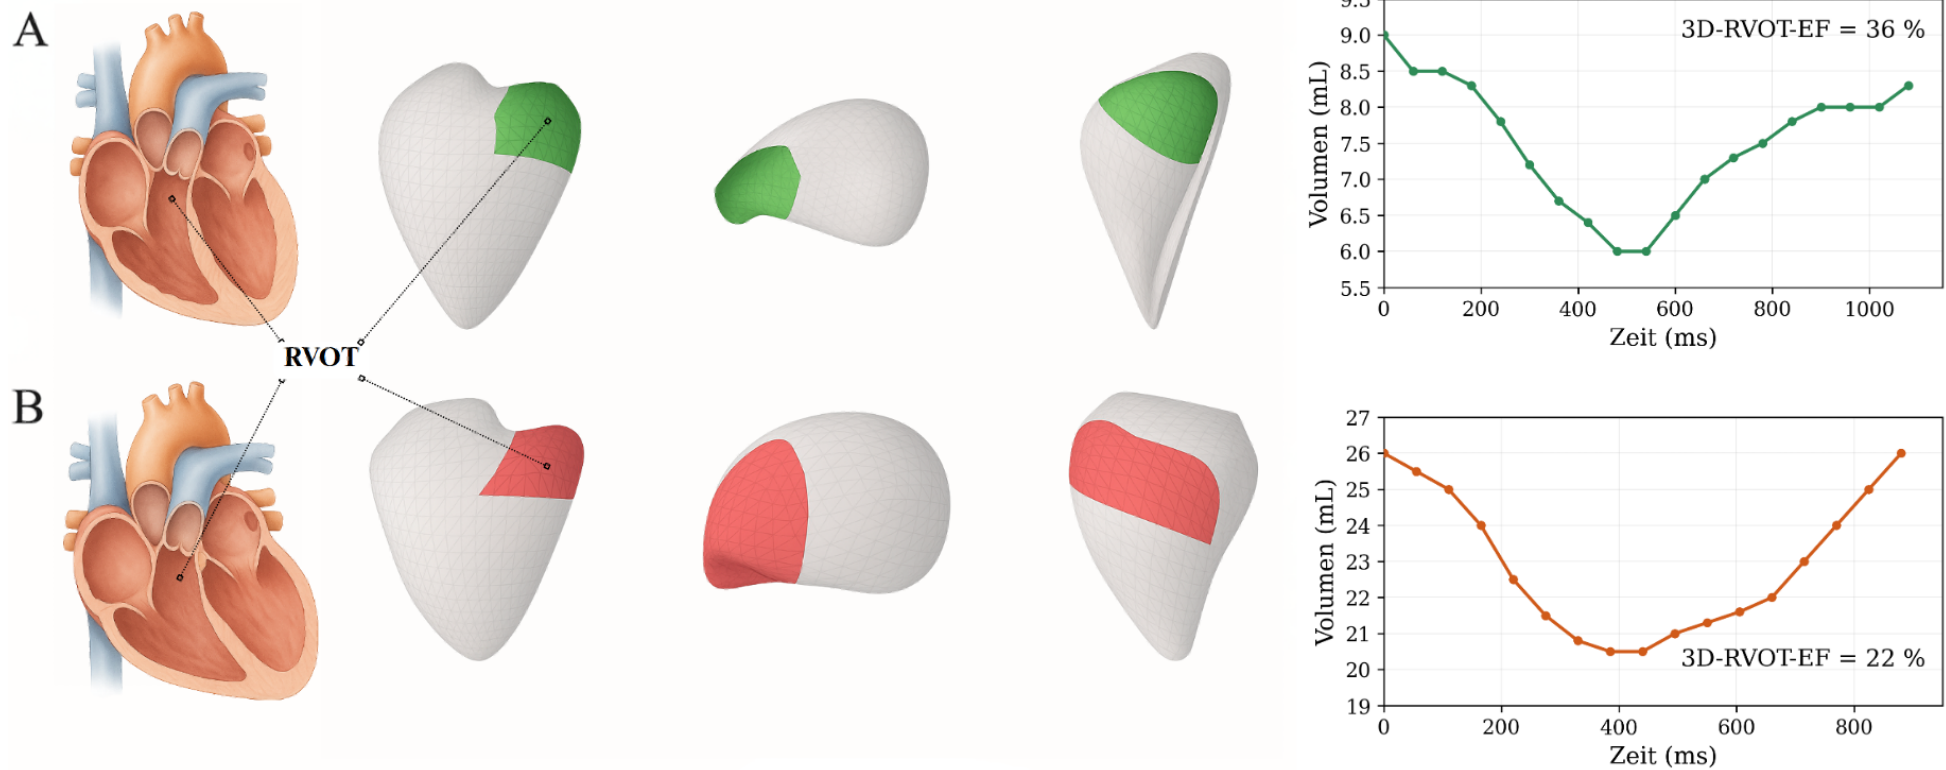 A
RVOT
B
9.5
9.0
8.5
8.0
7.5
7.0
6.5
6.0
5.5
Volumen (mL)
3D-RVOT-EF = 36 %
0 200 400 600 800 1000
Zeit (ms)
27
26
25
24
23
22
21
20
19
Volumen (mL)
3D-RVOT-EF = 22 %
0 200 400 600 800
Zeit (ms)